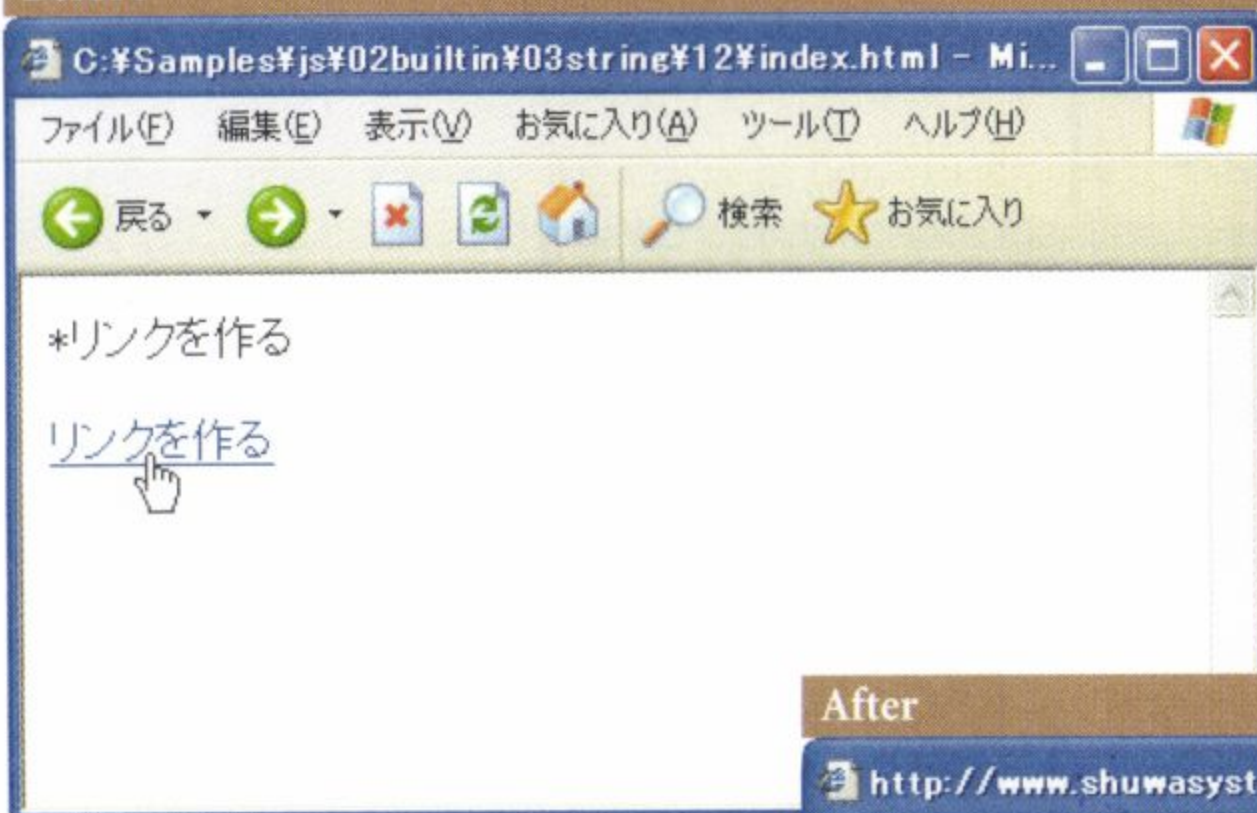 C:¥Samples¥js¥02builtin¥03string¥12¥index.html - Mi...
ファイル(F) 編集(E) 表示(V) お気に入り(A) ツール(T) ヘルプ(H)
戻る 検索 お気に入り
*リンクを作る
リンクを作る
After
http://www.shuwasyst